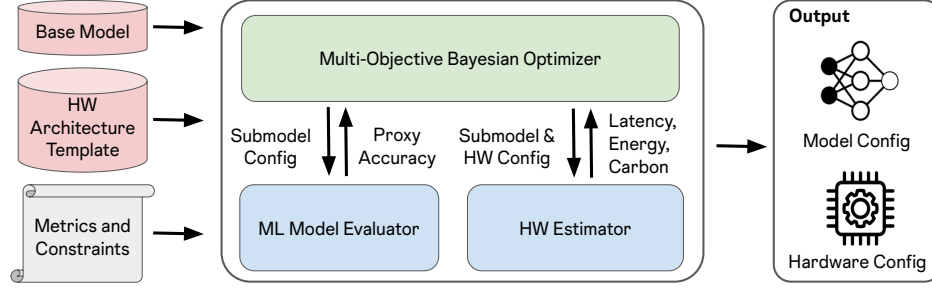 Base Model
HW
Architecture
Template
Metrics and
Constraints
Multi-Objective Bayesian Optimizer
Submodel
Config
Proxy
Accuracy
Submodel &
HW Config
Latency,
Energy,
Carbon
ML Model Evaluator
HW Estimator
Output
Model Config
Hardware Config